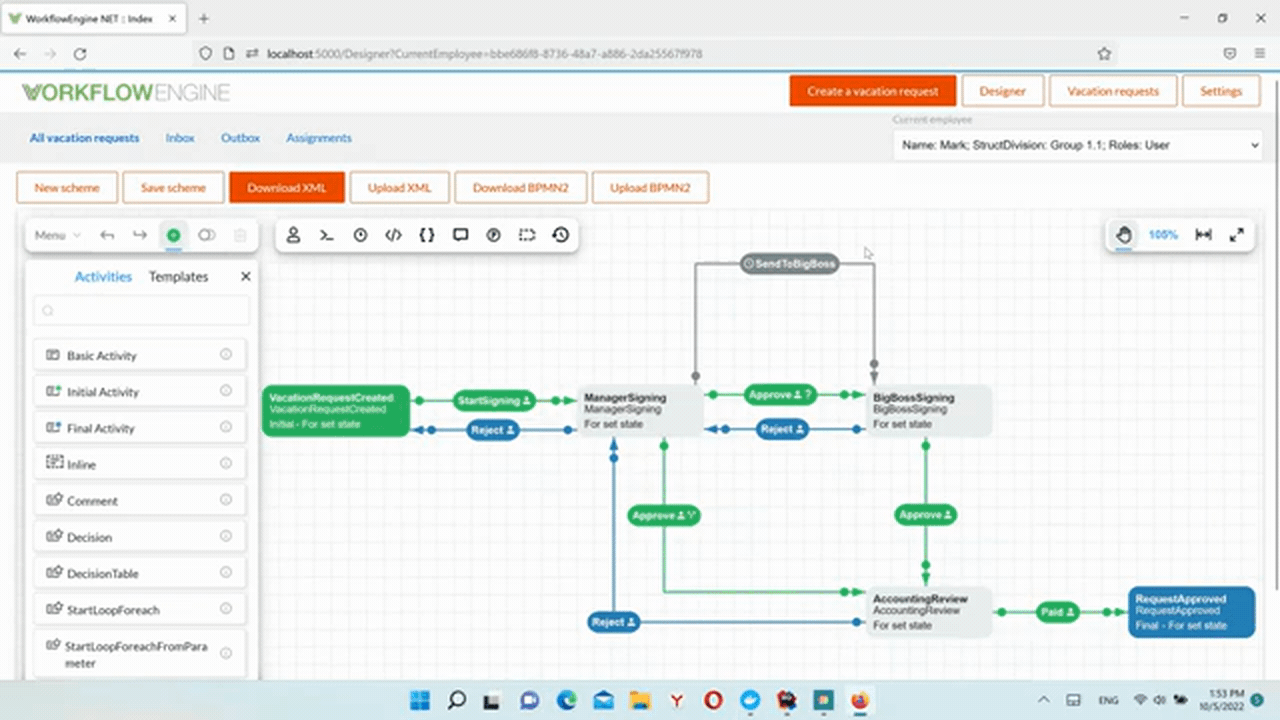 WorkflowEngine NET : Index
localhost:5000/Designer?CurrentEmployee=bbe686f8-8736-48a7-a886-2da25567f978
WORKFLOWENGINE
Create a vacation request
Designer
Vacation requests
Settings
All vacation requests
Inbox
Outbox
Assignments
Current employee
Name: Mark; StructDivision: Group 1.1; Roles: User
New scheme
Save scheme
Download XML
Upload XML
Download BPMN2
Upload BPMN2
Menu
105%
Activities
Templates
Basic Activity
Initial Activity
Final Activity
Inline
Comment
Decision
DecisionTable
StartLoopForeach
StartLoopForeachFromPara
meter
SendToBigBoss
VacationRequestCreated
VacationRequestCreated
Initial - For set state
StartSigning
Reject
ManagerSigning
ManagerSigning
For set state
Approve ?
Reject
BigBossSigning
BigBossSigning
For set state
Approve
Approve
Reject
AccountingReview
AccountingReview
For set state
Paid
RequestApproved
RequestApproved
Final - For set state
ENG
1:53 PM
10/5/2022
5